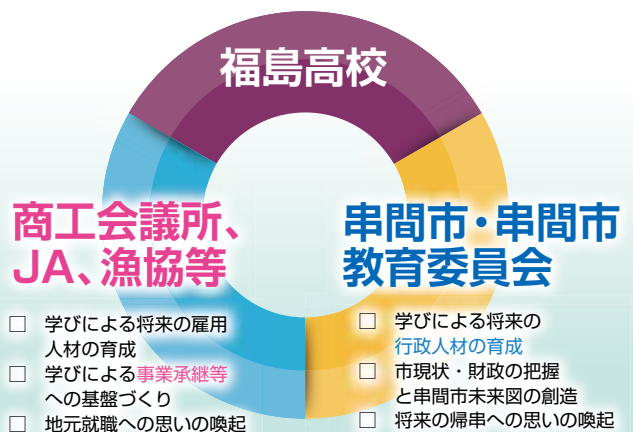 福島高校
商工会議所、
JA、漁協等
□ 学びによる将来の雇用
人材の育成
□ 学びによる事業承継等
への基盤づくり
□ 地元就職への思いの喚起
串間市・串間市
教育委員会
□ 学びによる将来の
行政人材の育成
□ 市現状・財政の把握
と串間市未来図の創造
□ 将来の帰串への思いの喚起